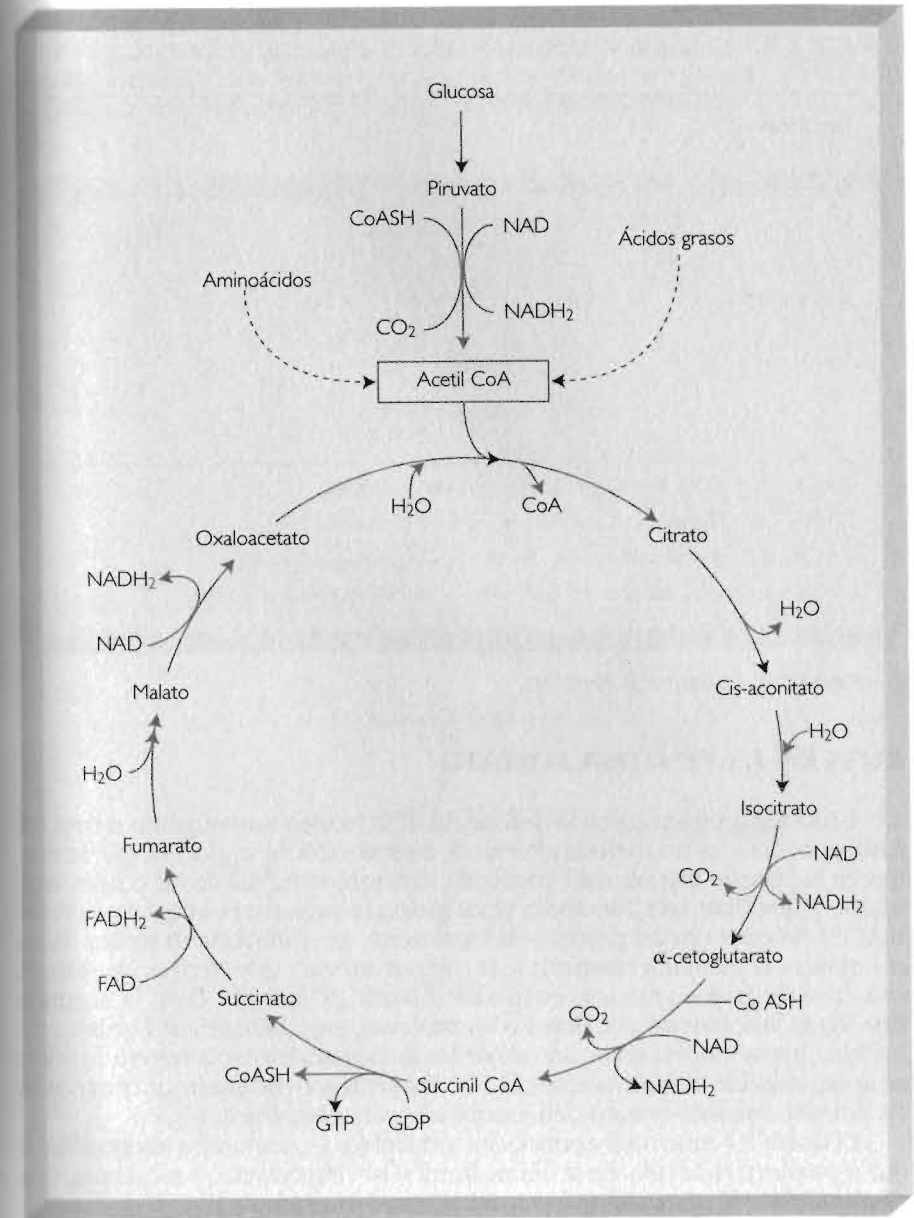 Glucosa
Piruvato
CoASH
NAD
Ácidos grasos
Aminoácidos
NADH₂
CO₂
Acetil CoA
H₂O
CoA
Oxaloacetato
Citrato
NADH₂
H₂O
NAD
Malato
Cis-aconitato
H₂O
H₂O
Isocitrato
Fumarato
NAD
CO₂
NADH₂
FADH₂
α-cetoglutarato
FAD
Succinato
Co ASH
CO₂
NAD
CoASH
Succinil CoA
NADH₂
GTP
GDP